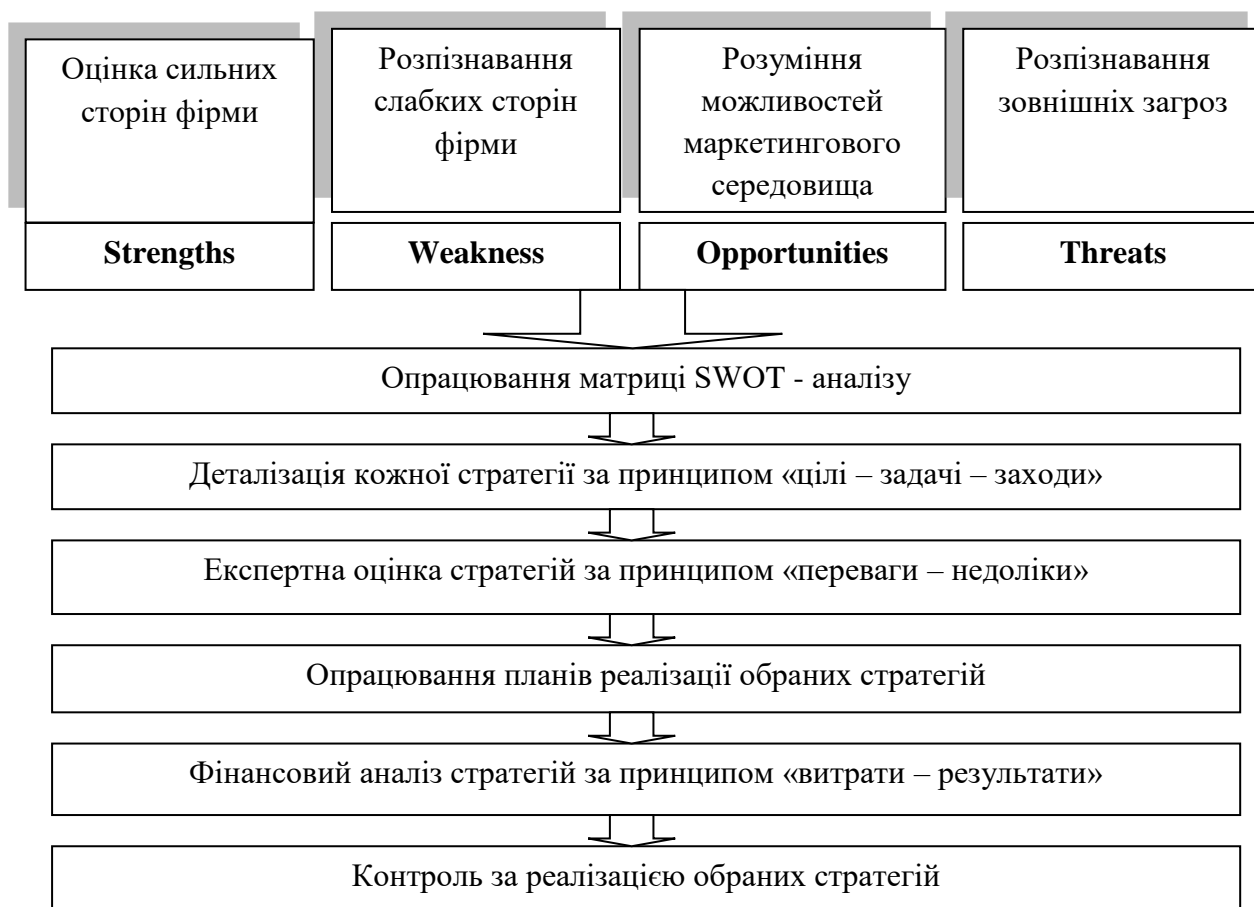 Оцінка сильних
сторін фірми
Розпізнавання
слабких сторін
фірми
Розуміння
можливостей
маркетингового
середовища
Розпізнавання
зовнішніх загроз
Strengths
Weakness
Opportunities
Threats
Опрацювання матриці SWOT - аналізу
Деталізація кожної стратегії за принципом «цілі – задачі – заходи»
Експертна оцінка стратегій за принципом «переваги – недоліки»
Опрацювання планів реалізації обраних стратегій
Фінансовий аналіз стратегій за принципом «витрати – результати»
Контроль за реалізацією обраних стратегій